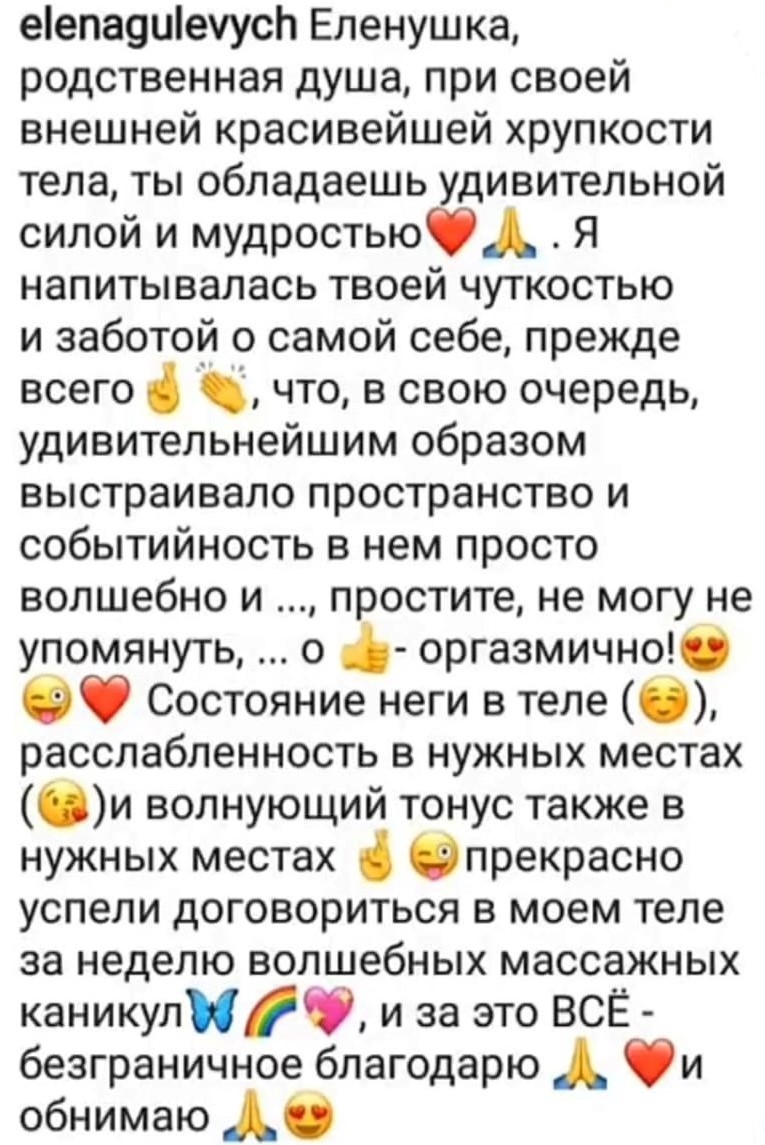 elenagulevych Еленушка,
родственная душа, при своей
внешней красивейшей хрупкости
тела, ты обладаешь удивительной
силой и мудростью❤️🙏 . Я
напитывалась твоей чуткостью
и заботой о самой себе, прежде
всего🤞👏, что, в свою очередь,
удивительнейшим образом
выстраивало пространство и
событийность в нем просто
волшебно и ..., простите, не могу не
упомянуть, ... о 👍- оргазмично!😍
😜❤️ Состояние неги в теле (☺️),
расслабленность в нужных местах
(😘)и волнующий тонус также в
нужных местах 🤞😜прекрасно
успели договориться в моем теле
за неделю волшебных массажных
каникул🦋🌈💖, и за это ВСЁ -
безграничное благодарю🙏❤️и
обнимаю🙏😍